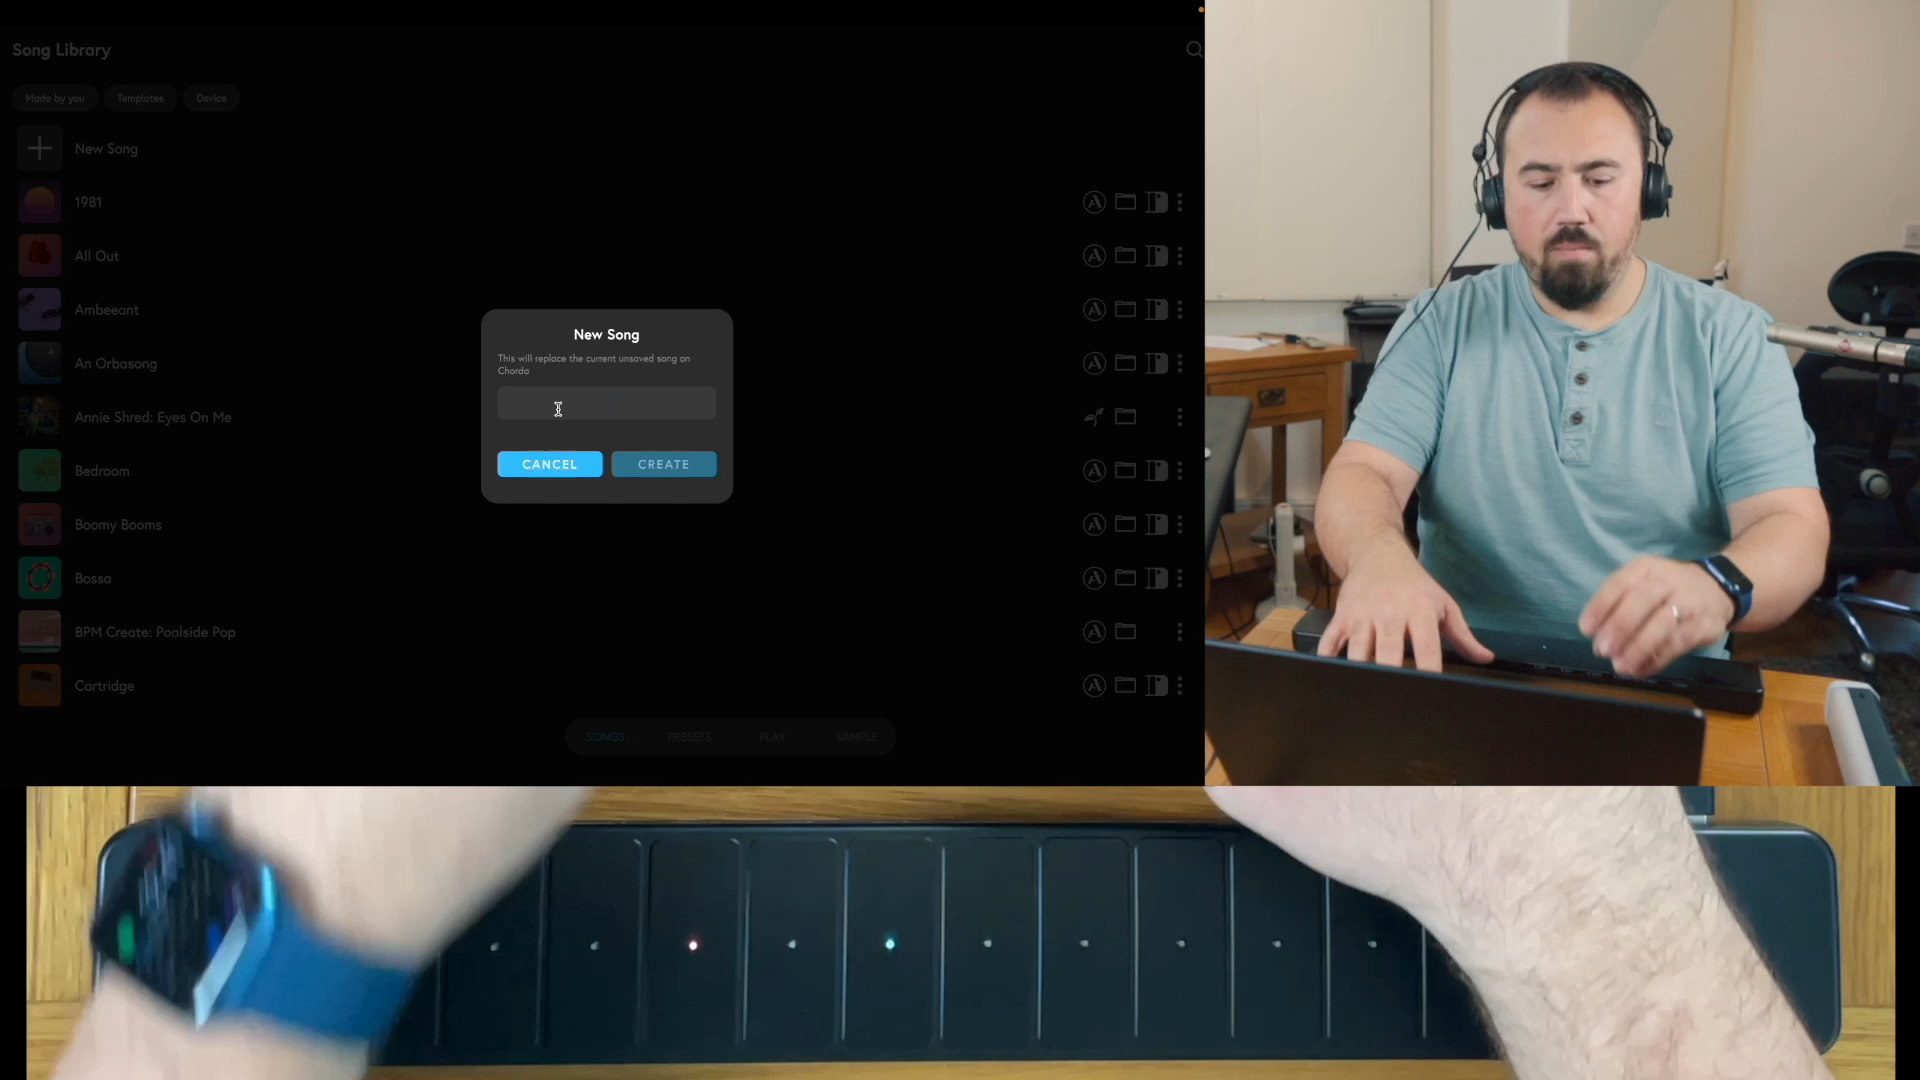 Song Library
Made by you
Templates
Device
New Song
1981
All Out
Ambeeant
An Orbasong
Annie Shred: Eyes On Me
Bedroom
Boomy Booms
Bossa
BPM Create: Poolside Pop
Cartridge
New Song
This will replace the current unsaved song on
Chorda
CANCEL
CREATE
SONGS
PRESETS
PLAY
SAMPLE